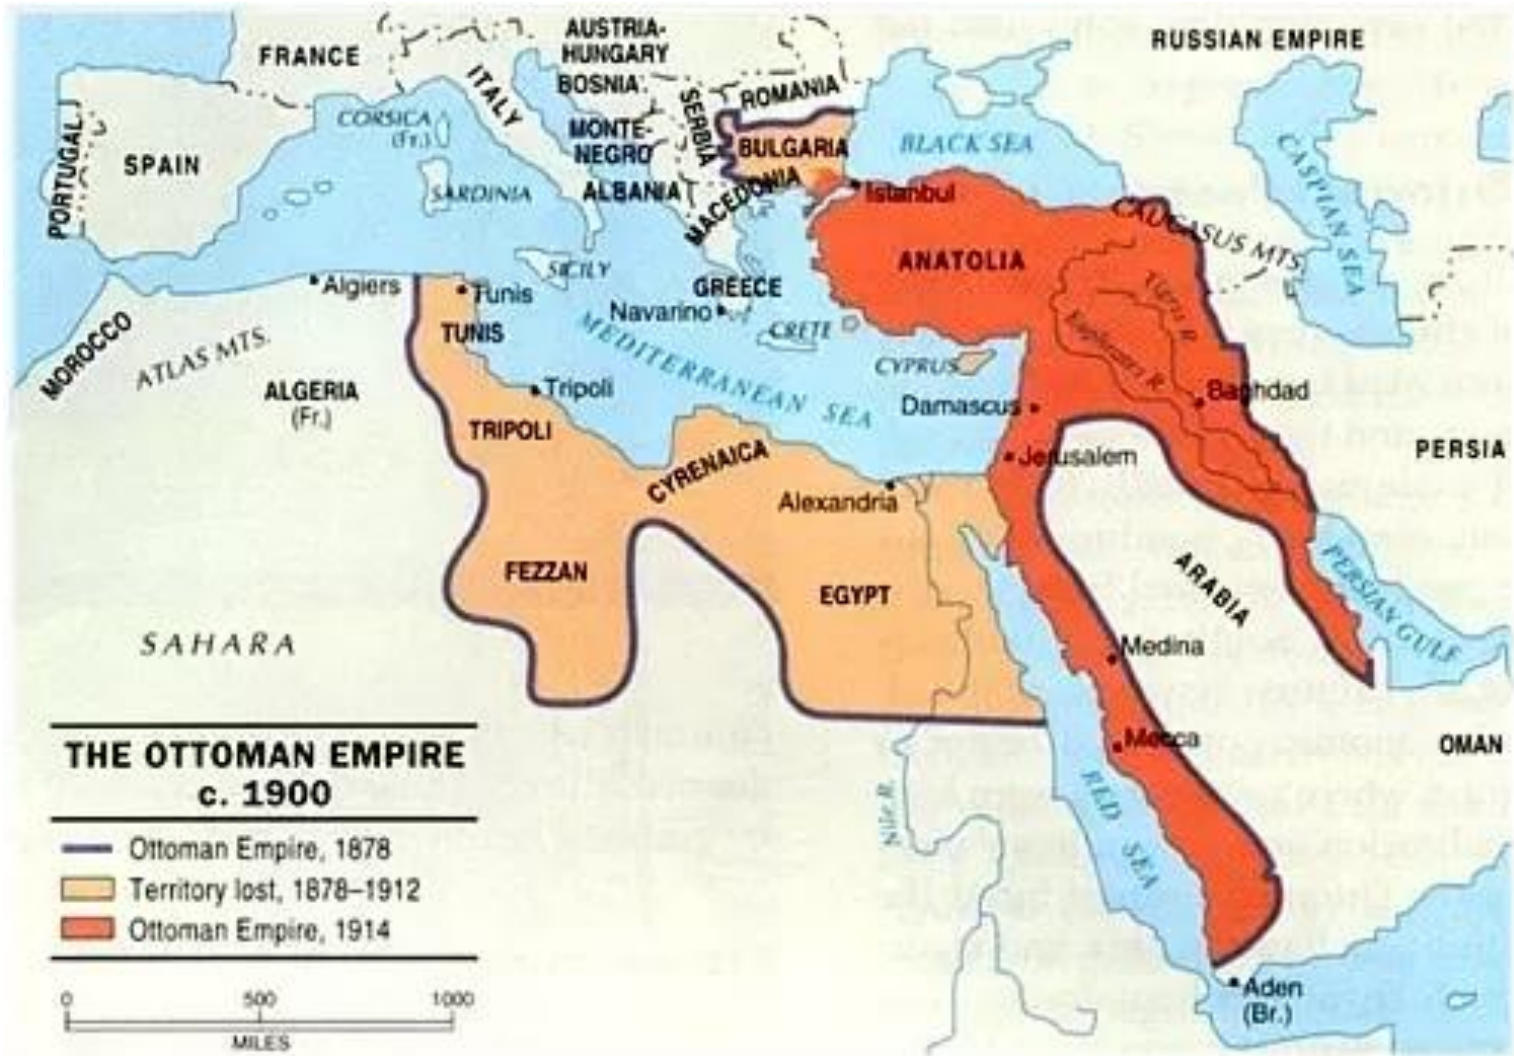 FRANCE
AUSTRIA-
HUNGARY
BOSNIA
ITALY
ROMANIA
RUSSIAN EMPIRE
CORSICA
(Fr.)
SERBIA
MONTE-
NEGRO
BULGARIA
BLACK SEA
CASPIAN SEA
PORTUGAL
SPAIN
SARDINIA
ALBANIA
MACEDONIA
Istanbul
CAUCASUS MTS.
ANATOLIA
SICILY
GREECE
Algiers
Tunis
Navarino
TUNIS
CRETE
MEDITERRANEAN SEA
CYPRUS
Tigris R.
Euphrates R.
MOROCCO
ATLAS MTS.
ALGERIA
(Fr.)
Tripoli
Damascus
Baghdad
TRIPOLI
CYRENAICA
Jerusalem
PERSIA
Alexandria
FEZZAN
EGYPT
ARABIA
PERSIAN GULF
SAHARA
Medina
Mecca
OMAN
Nile R.
RED SEA
Aden
(Br.)
THE OTTOMAN EMPIRE
c. 1900
Ottoman Empire, 1878
Territory lost, 1878–1912
Ottoman Empire, 1914
0 500 1000
MILES